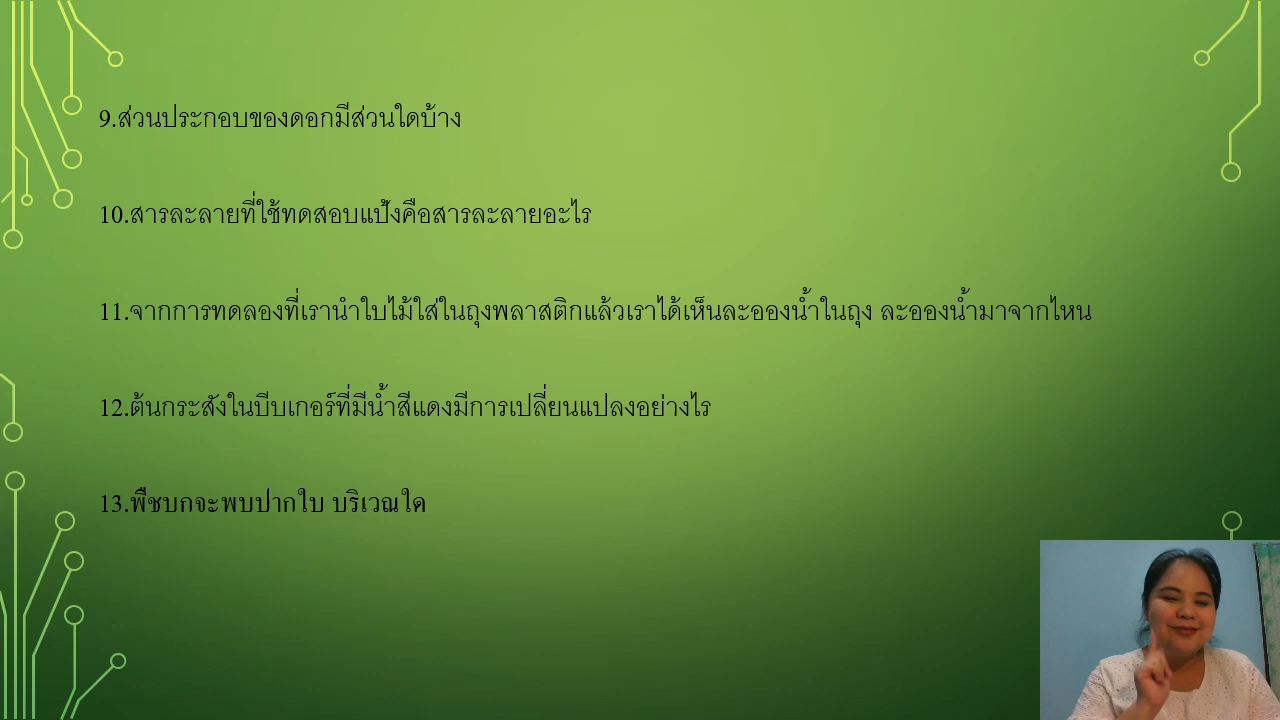 9.ส่วนประกอบของดอกมีส่วนใดบ้าง
10.สารละลายที่ใช้ทดสอบแป้งคือสารละลายอะไร
11.จากการทดลองที่เรานำใบไม้ใส่ในถุงพลาสติกแล้วเราได้เห็นละอองน้ำในถุง ละอองน้ำมาจากไหน
12.ต้นกระสังในบีบเกอร์ที่มีน้ำสีแดงมีการเปลี่ยนแปลงอย่างไร
13.พืชบกจะพบปากใบ บริเวณใด